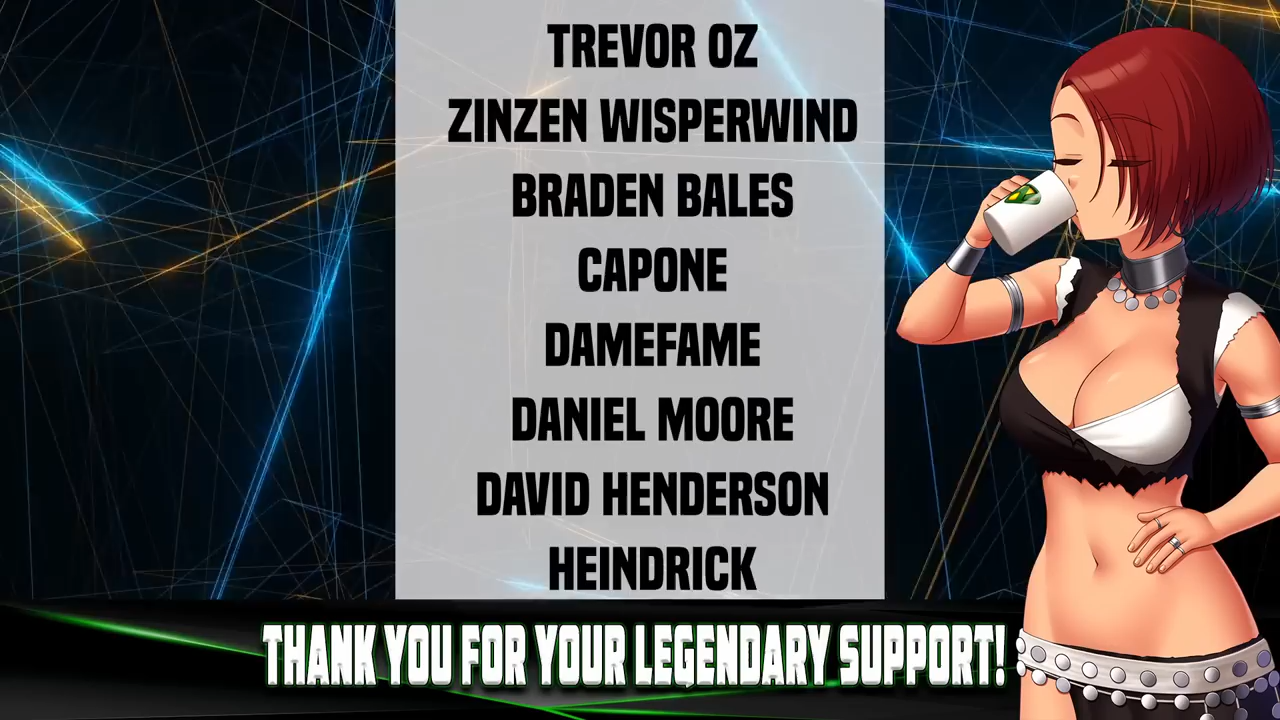 TREVOR OZ
ZINZEN WISPERWIND
BRADEN BALES
CAPONE
DAMEFAME
DANIEL MOORE
DAVID HENDERSON
HEINDRICK
THANK YOU FOR YOUR LEGENDARY SUPPORT!